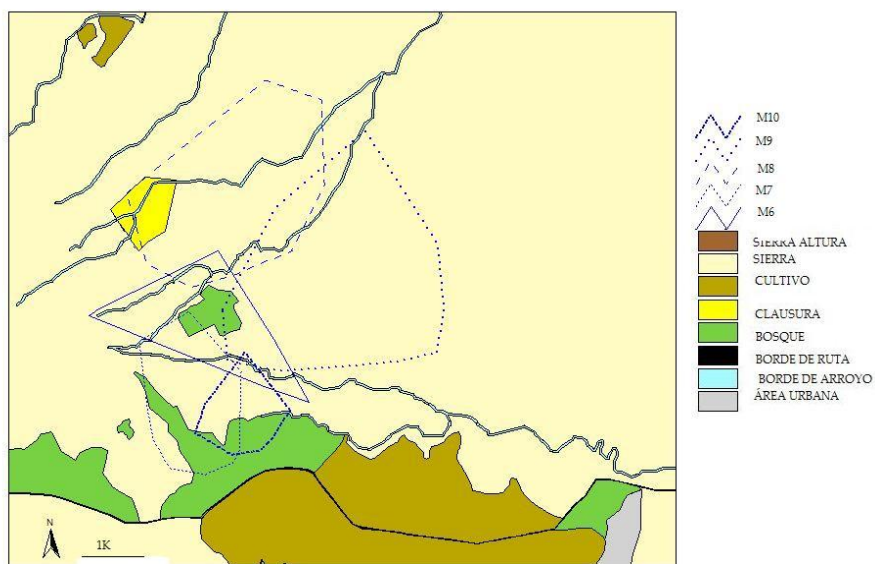 M10
M9
M8
M7
M6
SIERRA ALTURA
SIERRA
CULTIVO
CLAUSURA
BOSQUE
BORDE DE RUTA
BORDE DE ARROYO
ÁREA URBANA
N
1K